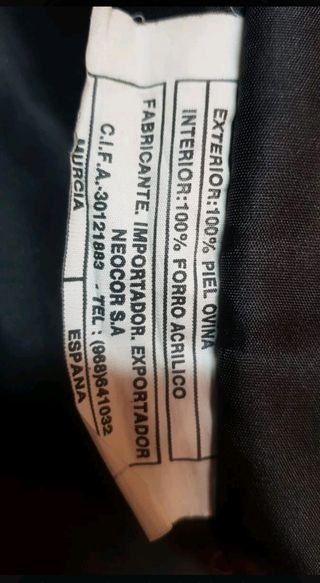 EXTERIOR:100% PIEL OVINA
INTERIOR:100% FORRO ACRILICO
FABRICANTE. IMPORTADOR. EXPORTADOR
NEOCOR S.A
C.I.F.A.-30121883 - TEL.: (968)641032
MURCIA ESPAÑA